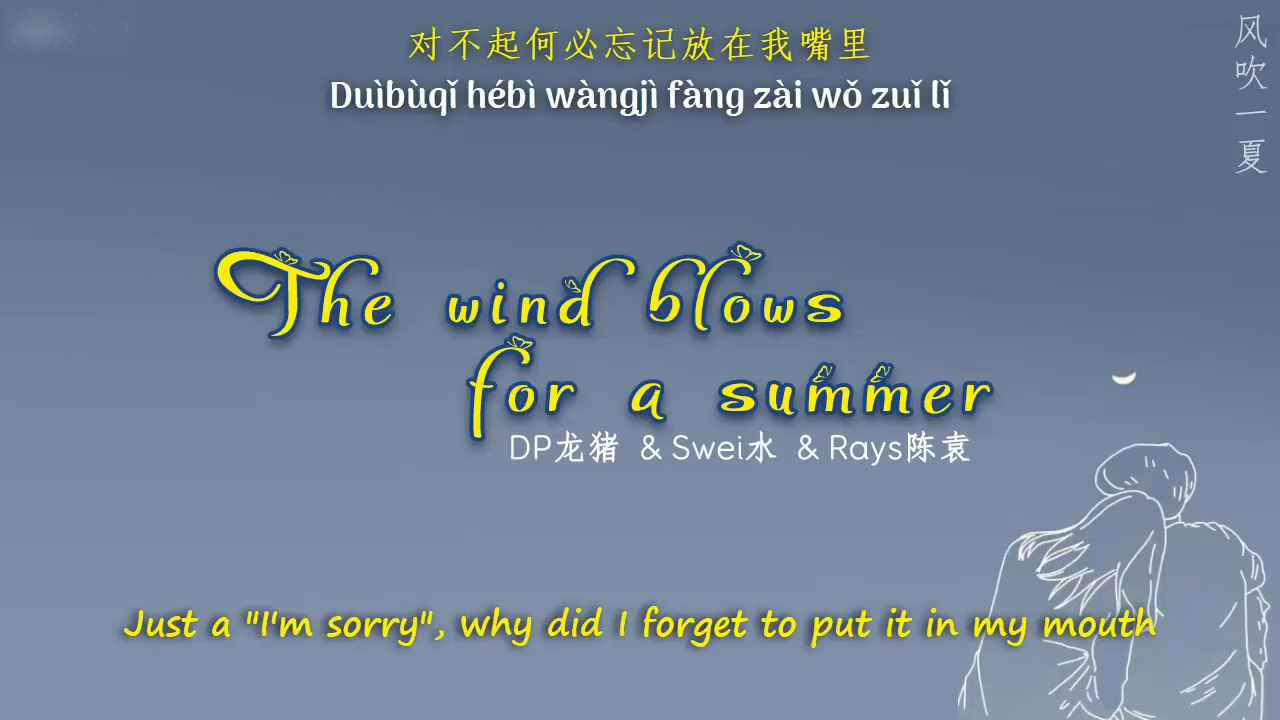 对不起何必忘记放在我嘴里
Duìbùqǐ hébì wàngjì fàng zài wǒ zuǐ lǐ
风吹一夏
The wind blows
for a summer
DP龙猪 & Swei水 & Rays陈袁
Just a "I'm sorry", why did I forget to put it in my mouth